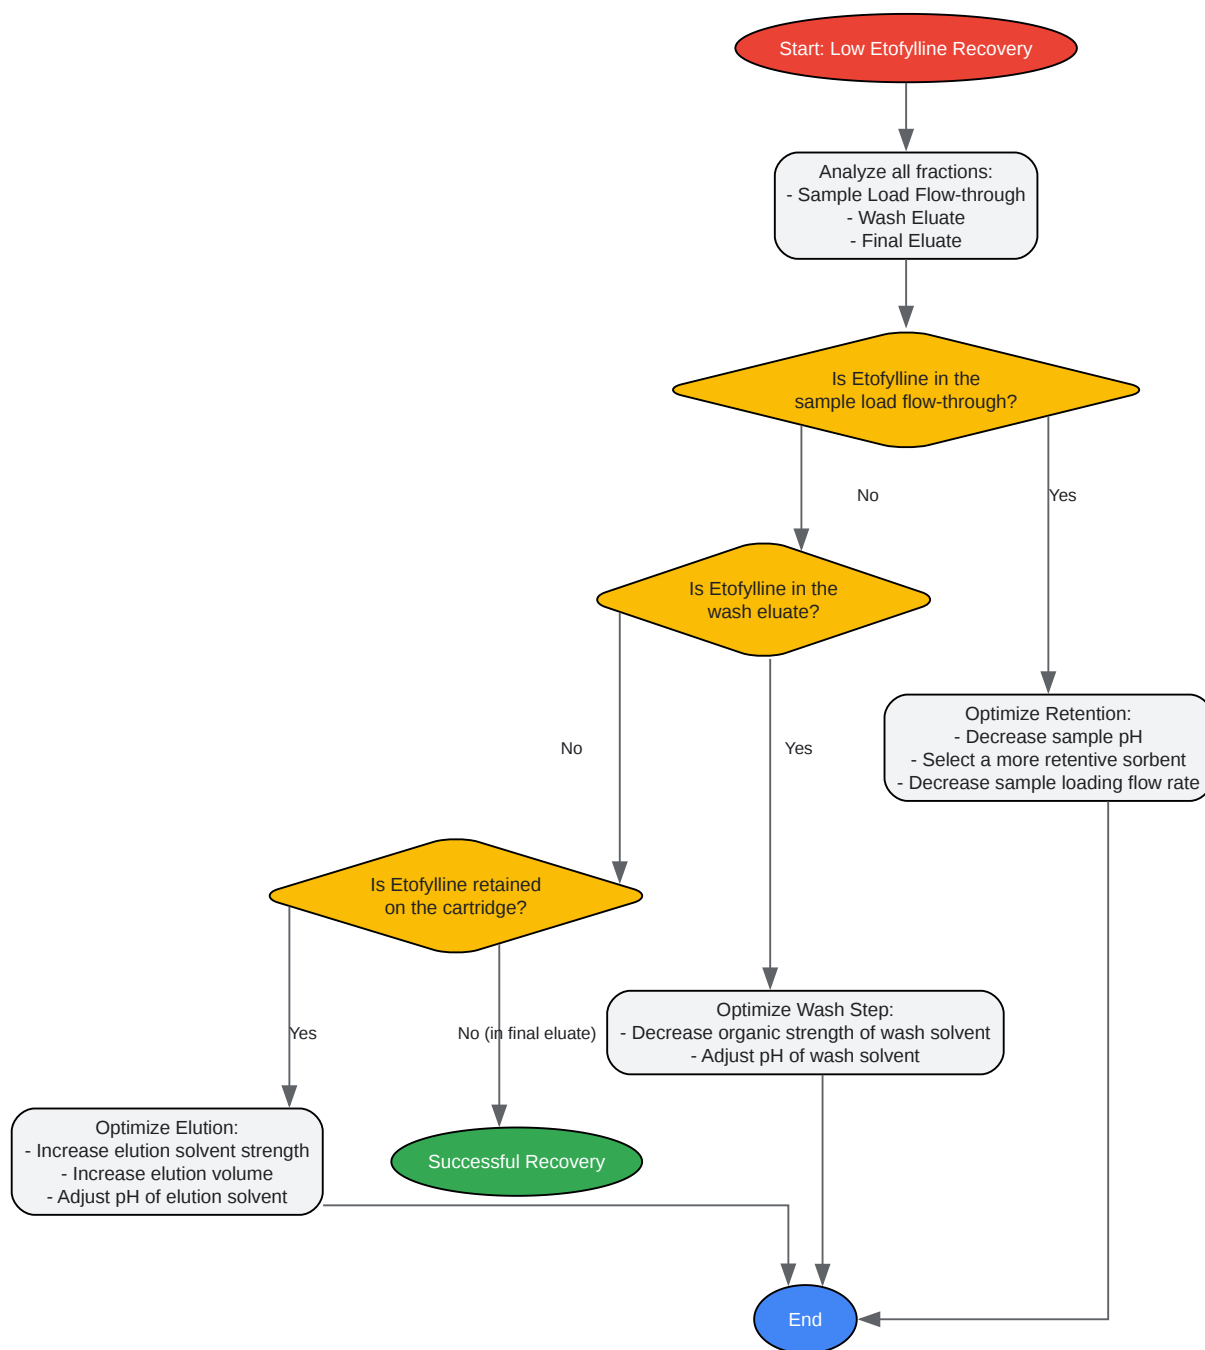 Start: Low Etofylline Recovery
Analyze all fractions:
- Sample Load Flow-through
- Wash Eluate
- Final Eluate
Is Etofylline in the
sample load flow-through?
No
Yes
Is Etofylline in the
wash eluate?
No
Yes
Optimize Retention:
- Decrease sample pH
- Select a more retentive sorbent
- Decrease sample loading flow rate
Is Etofylline retained
on the cartridge?
Yes
No (in final eluate)
Optimize Wash Step:
- Decrease organic strength of wash solvent
- Adjust pH of wash solvent
Optimize Elution:
- Increase elution solvent strength
- Increase elution volume
- Adjust pH of elution solvent
Successful Recovery
End